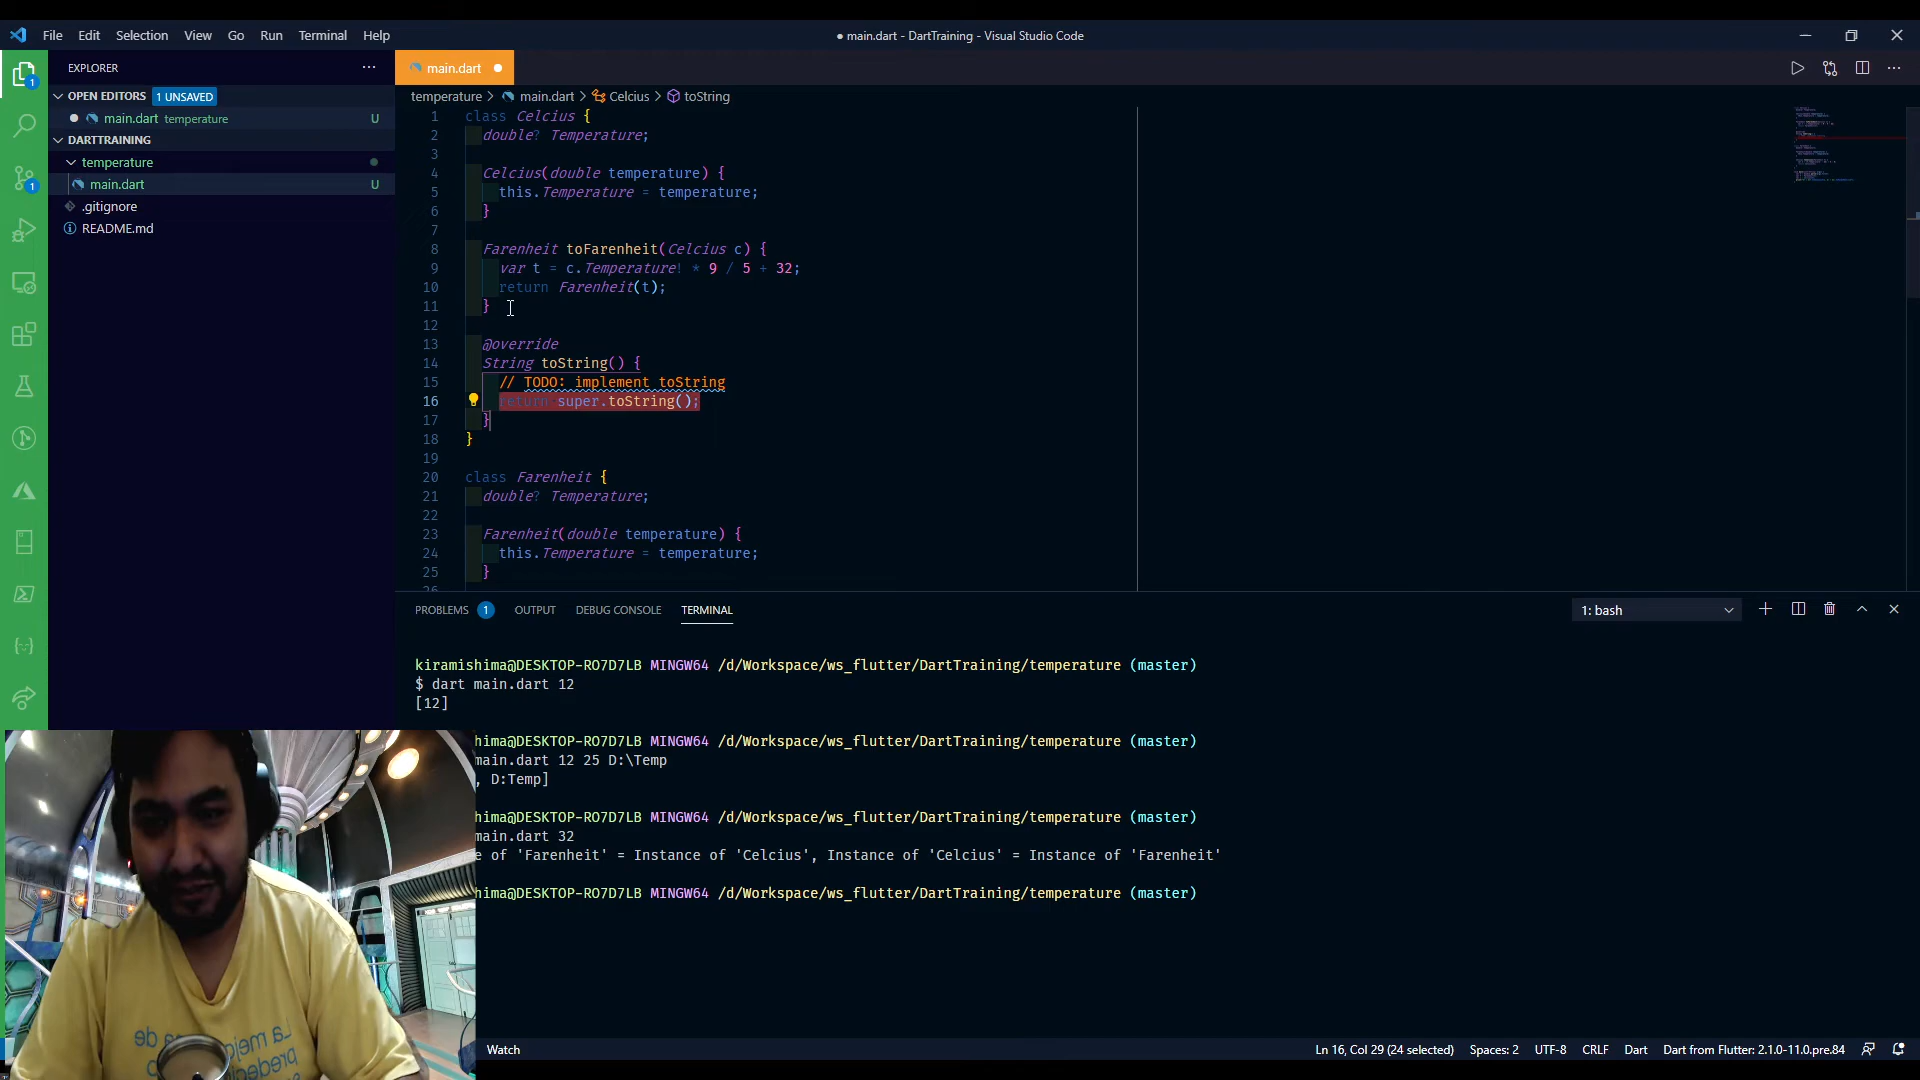 File Edit Selection View Go Run Terminal Help
● main.dart - DartTraining - Visual Studio Code
EXPLORER
OPEN EDITORS 1 UNSAVED
main.dart temperature U
DARTTRAINING
temperature
main.dart U
.gitignore
README.md
1
1
main.dart
temperature > main.dart > Celcius > toString
1 class Celcius {
2 double? Temperature;
3
4 Celcius(double temperature) {
5 this.Temperature = temperature;
6 }
7
8 Farenheit toFarenheit(Celcius c) {
9 var t = c.Temperature! * 9 / 5 + 32;
10 return Farenheit(t);
11 }
12
13 @override
14 String toString() {
15 // TODO: implement toString
16 return super.toString();
17 }
18 }
19
20 class Farenheit {
21 double? Temperature;
22
23 Farenheit(double temperature) {
24 this.Temperature = temperature;
25 }
PROBLEMS 1 OUTPUT DEBUG CONSOLE TERMINAL
1: bash
kiramishima@DESKTOP-RO7D7LB MINGW64 /d/Workspace/ws_flutter/DartTraining/temperature (master)
$ dart main.dart 12
[12]
hima@DESKTOP-RO7D7LB MINGW64 /d/Workspace/ws_flutter/DartTraining/temperature (master)
main.dart 12 25 D:\Temp
, D:Temp]
hima@DESKTOP-RO7D7LB MINGW64 /d/Workspace/ws_flutter/DartTraining/temperature (master)
main.dart 32
e of 'Farenheit' = Instance of 'Celcius', Instance of 'Celcius' = Instance of 'Farenheit'
hima@DESKTOP-RO7D7LB MINGW64 /d/Workspace/ws_flutter/DartTraining/temperature (master)
La mejo de
predec
Watch
Ln 16, Col 29 (24 selected) Spaces: 2 UTF-8 CRLF Dart Dart from Flutter: 2.1.0-11.0.pre.84